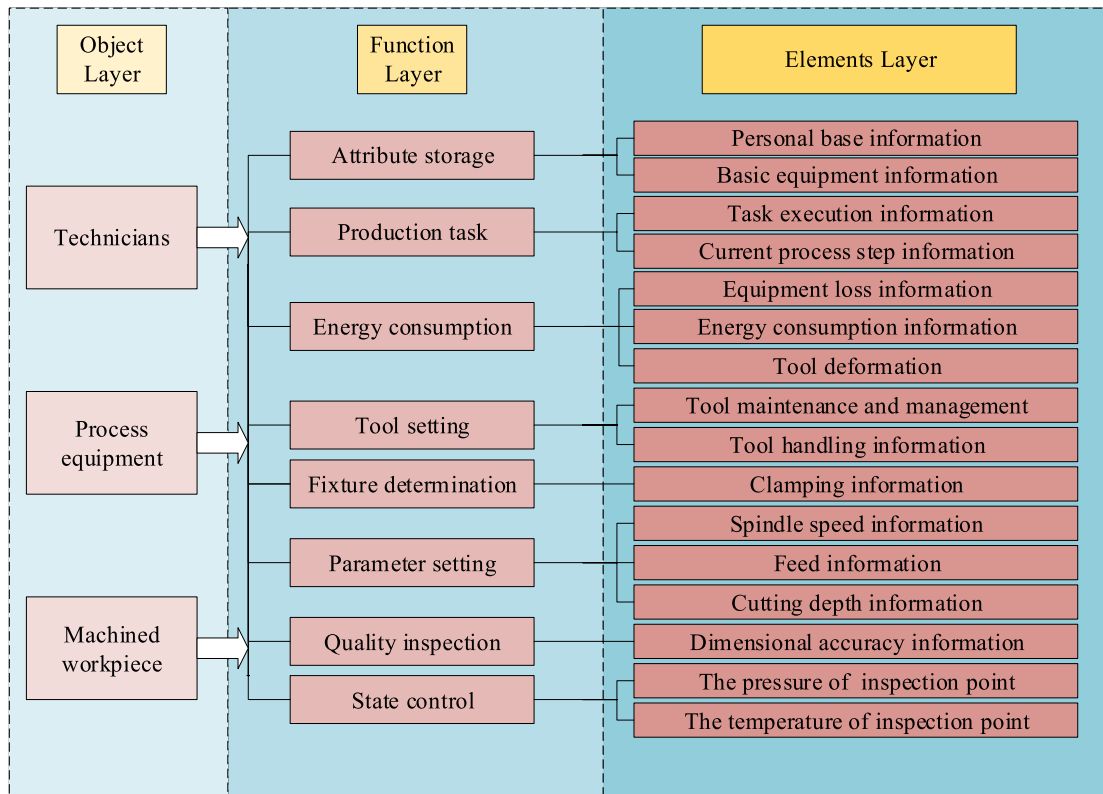 Object
Layer
Function
Layer
Elements Layer
Technicians
Process
equipment
Machined
workpiece
Attribute storage
Production task
Energy consumption
Tool setting
Fixture determination
Parameter setting
Quality inspection
State control
Personal base information
Basic equipment information
Task execution information
Current process step information
Equipment loss information
Energy consumption information
Tool deformation
Tool maintenance and management
Tool handling information
Clamping information
Spindle speed information
Feed information
Cutting depth information
Dimensional accuracy information
The pressure of inspection point
The temperature of inspection point